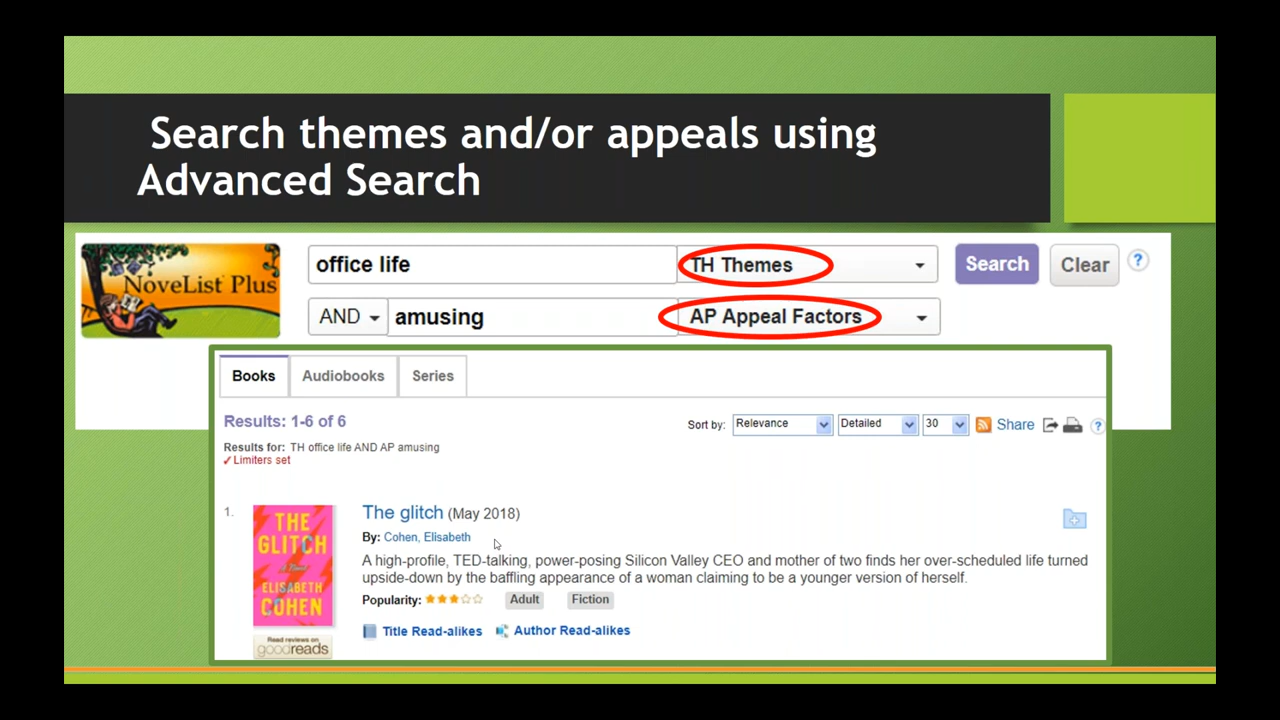 Search themes and/or appeals using
Advanced Search
NoveList Plus
office life
TH Themes
Search
Clear
?
AND
amusing
AP Appeal Factors
Books
Audiobooks
Series
Results: 1-6 of 6
Sort by:
Relevance
Detailed
30
Share
?
Results for: TH office life AND AP amusing
✓Limiters set
1.
THE
GLITCH
a Novel
ELISABETH
COHEN
Read reviews on
goodreads
The glitch (May 2018)
By: Cohen, Elisabeth
A high-profile, TED-talking, power-posing Silicon Valley CEO and mother of two finds her over-scheduled life turned
upside-down by the baffling appearance of a woman claiming to be a younger version of herself.
Popularity: ★★★☆☆ Adult Fiction
Title Read-alikes Author Read-alikes